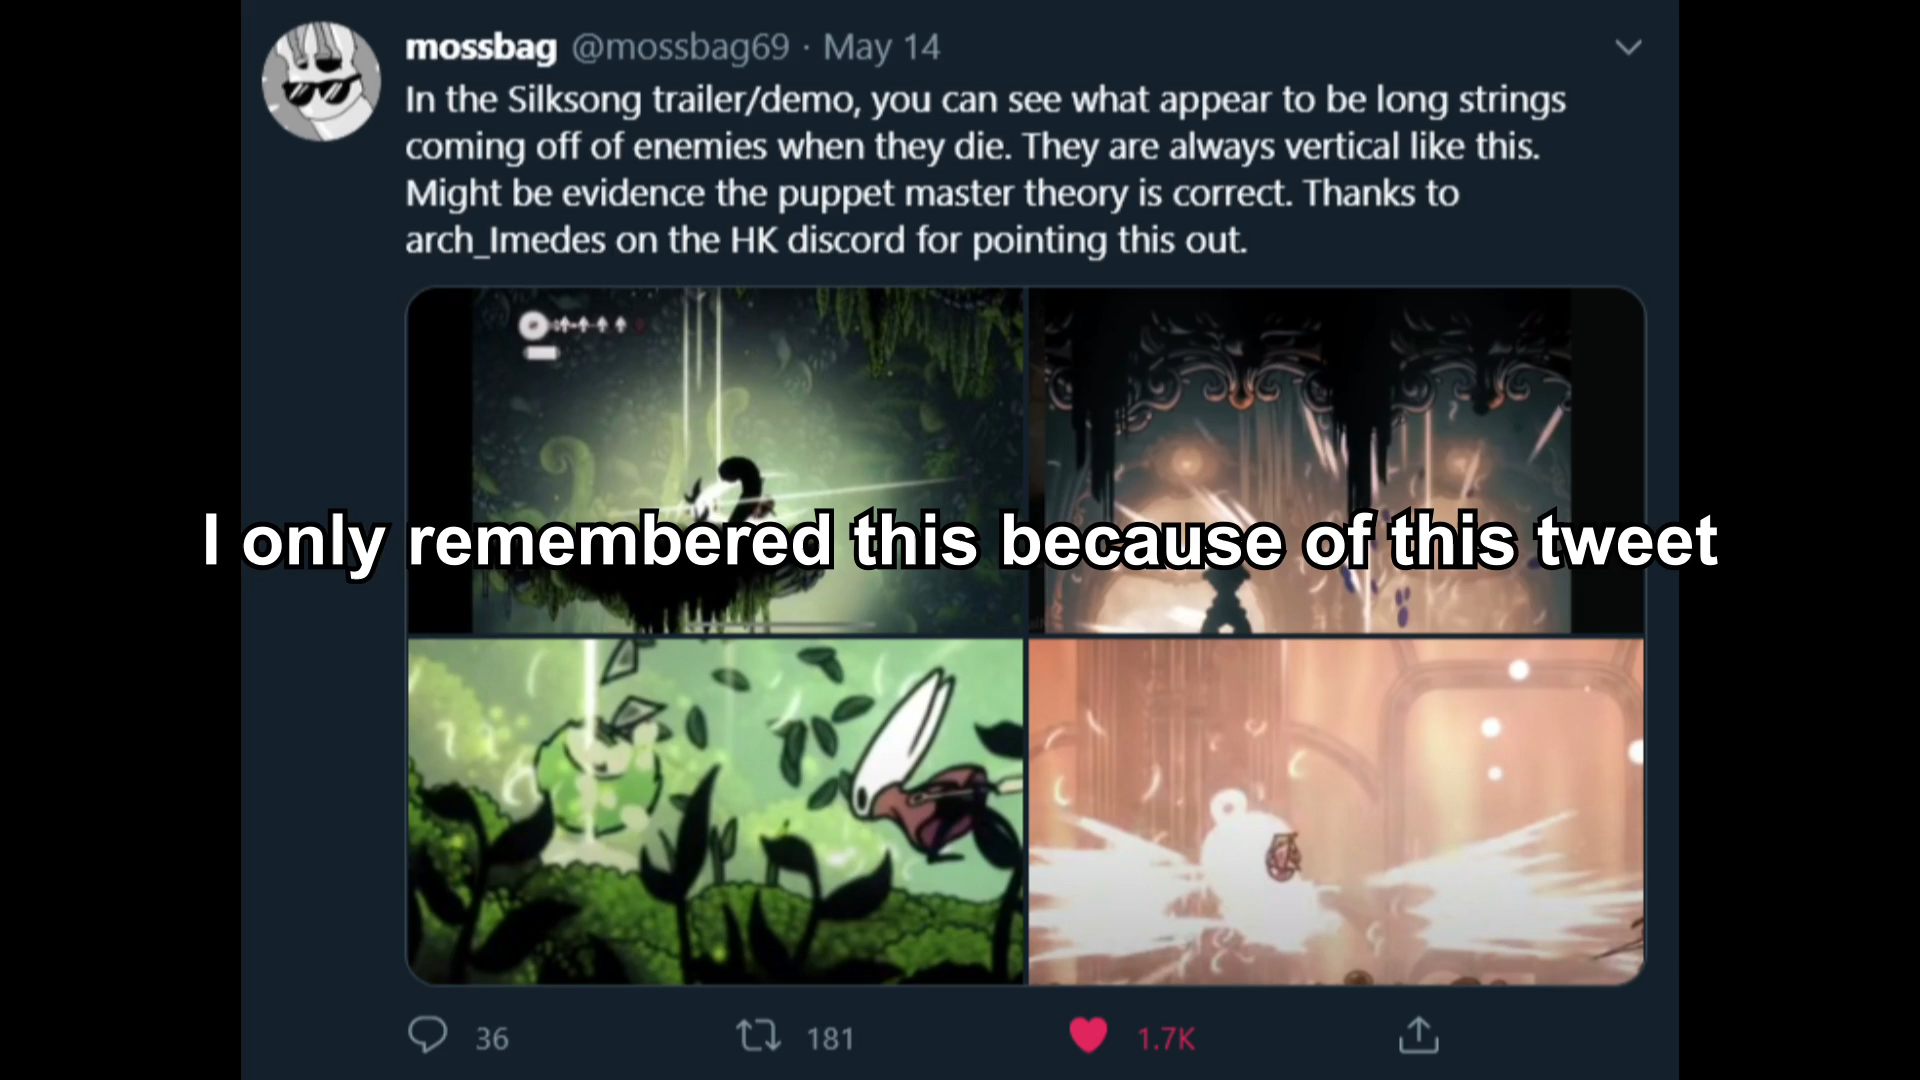 mossbag @mossbag69 · May 14
In the Silksong trailer/demo, you can see what appear to be long strings
coming off of enemies when they die. They are always vertical like this.
Might be evidence the puppet master theory is correct. Thanks to
arch_Imedes on the HK discord for pointing this out.
I only remembered this because of this tweet
36 181 1.7K